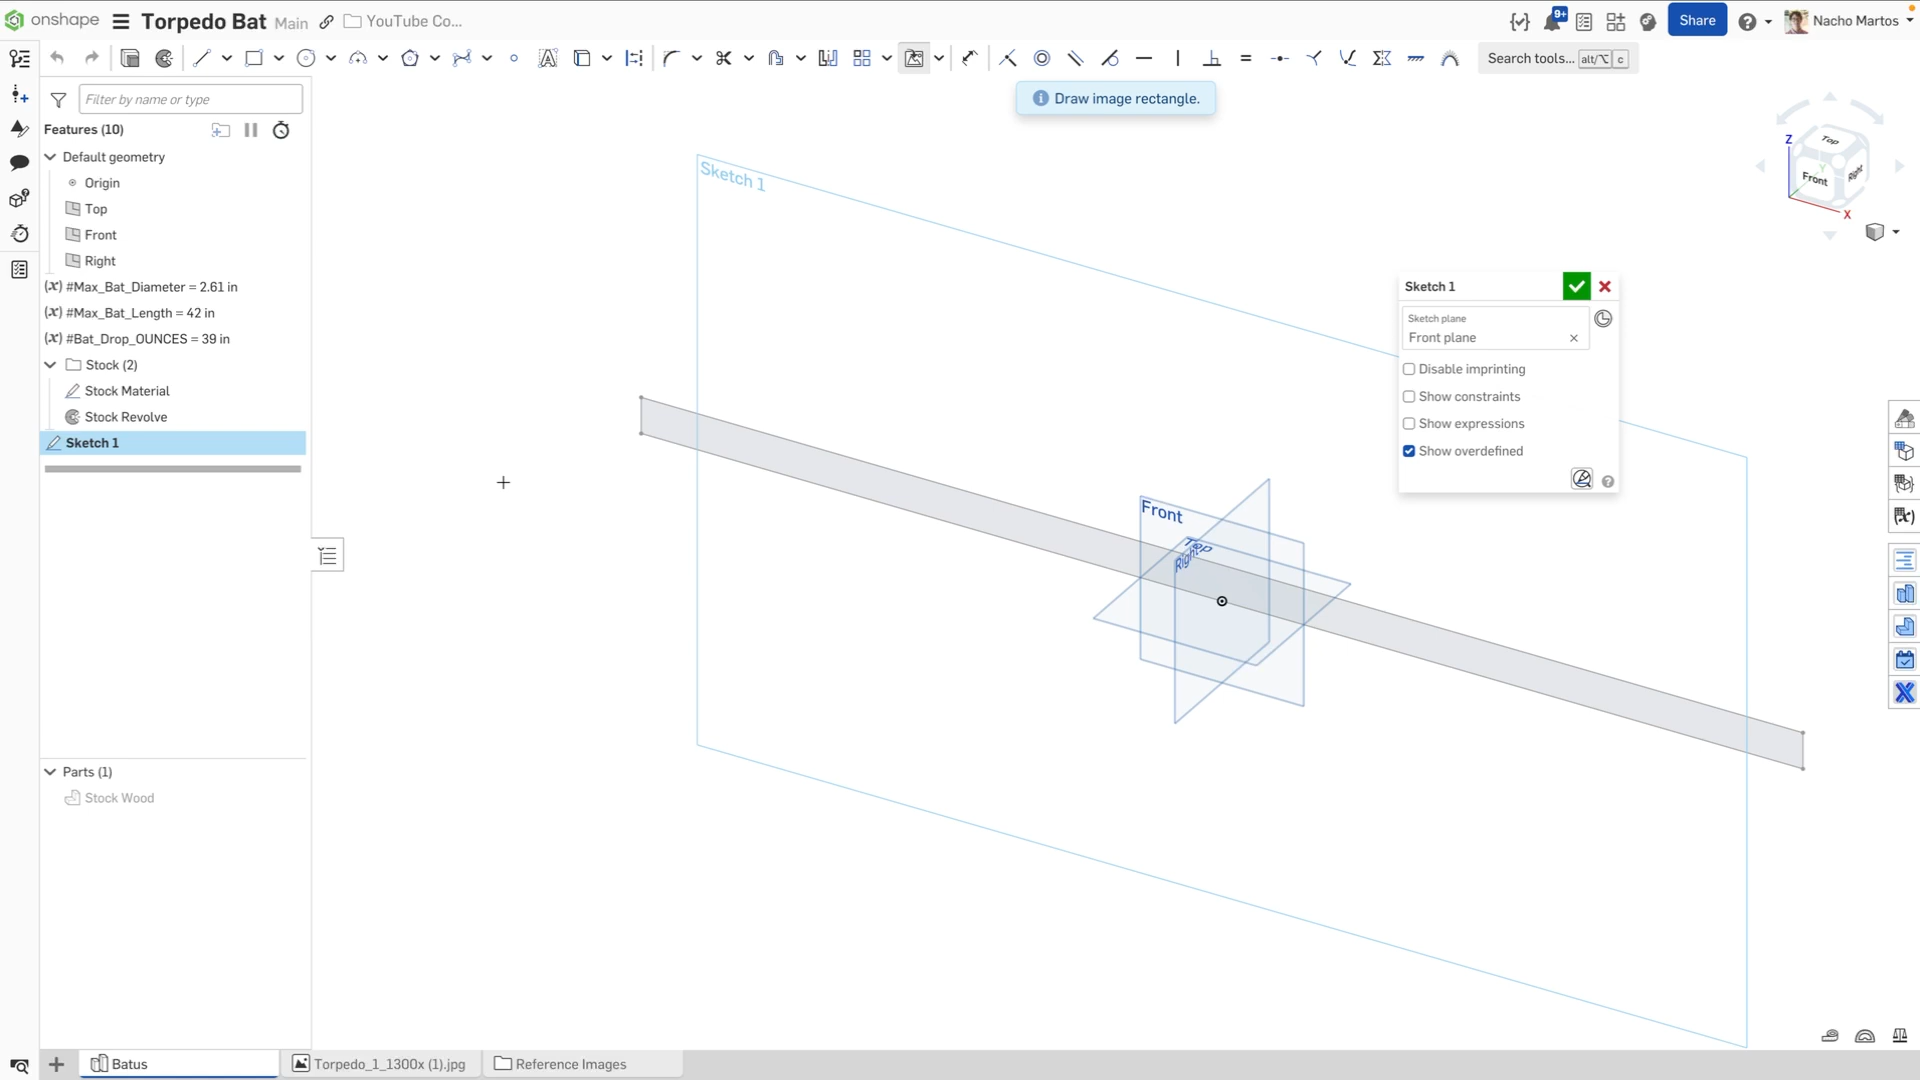 onshape
Torpedo Bat Main YouTube Co...
9+
Share
Nacho Martos
Search tools... alt/⌥ c
Draw image rectangle.
Filter by name or type
Features (10)
Default geometry
Origin
Top
Front
Right
(x) #Max_Bat_Diameter = 2.61 in
(x) #Max_Bat_Length = 42 in
(x) #Bat_Drop_OUNCES = 39 in
Stock (2)
Stock Material
Stock Revolve
Sketch 1
Parts (1)
Stock Wood
Sketch 1
Front
Top
Right
Z
Top
Front
Right
Y
X
Sketch 1
Sketch plane
Front plane
Disable imprinting
Show constraints
Show expressions
Show overdefined
Batus
Torpedo_1_1300x (1).jpg
Reference Images